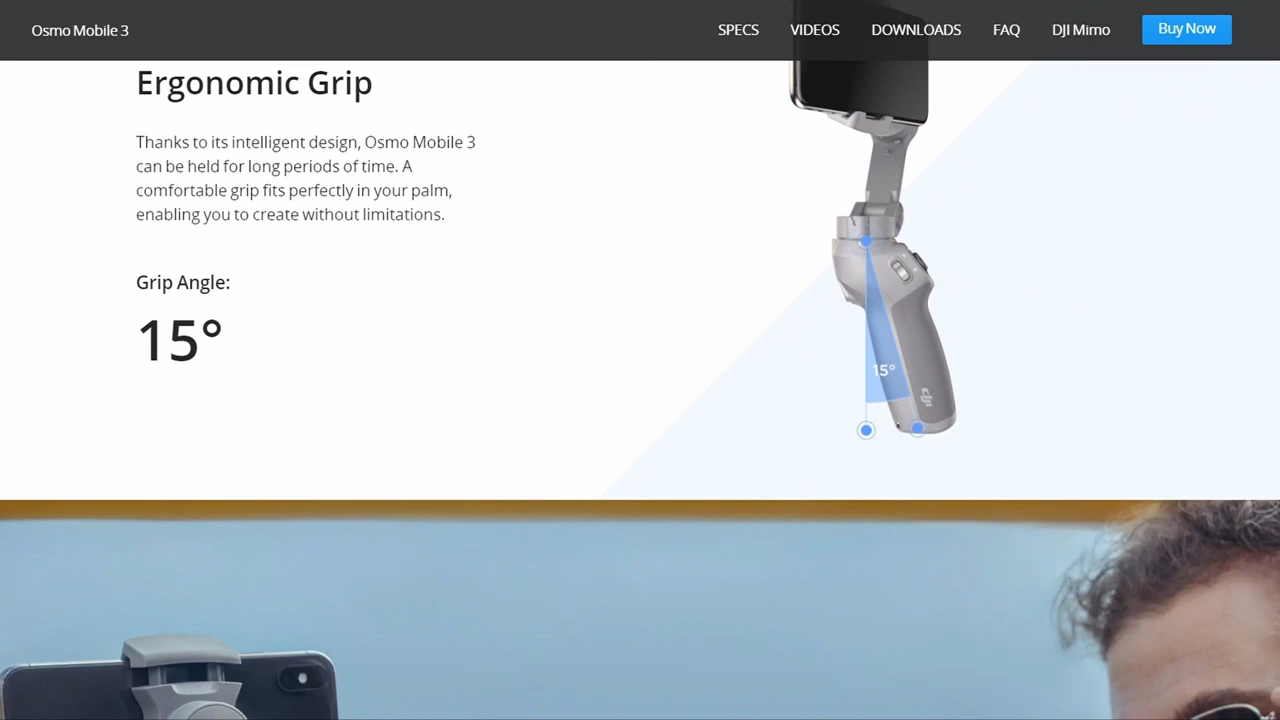 Osmo Mobile 3
SPECS
VIDEOS
DOWNLOADS
FAQ
DJI Mimo
Buy Now
Ergonomic Grip
Thanks to its intelligent design, Osmo Mobile 3
can be held for long periods of time. A
comfortable grip fits perfectly in your palm,
enabling you to create without limitations.
Grip Angle:
15°
15°
dji